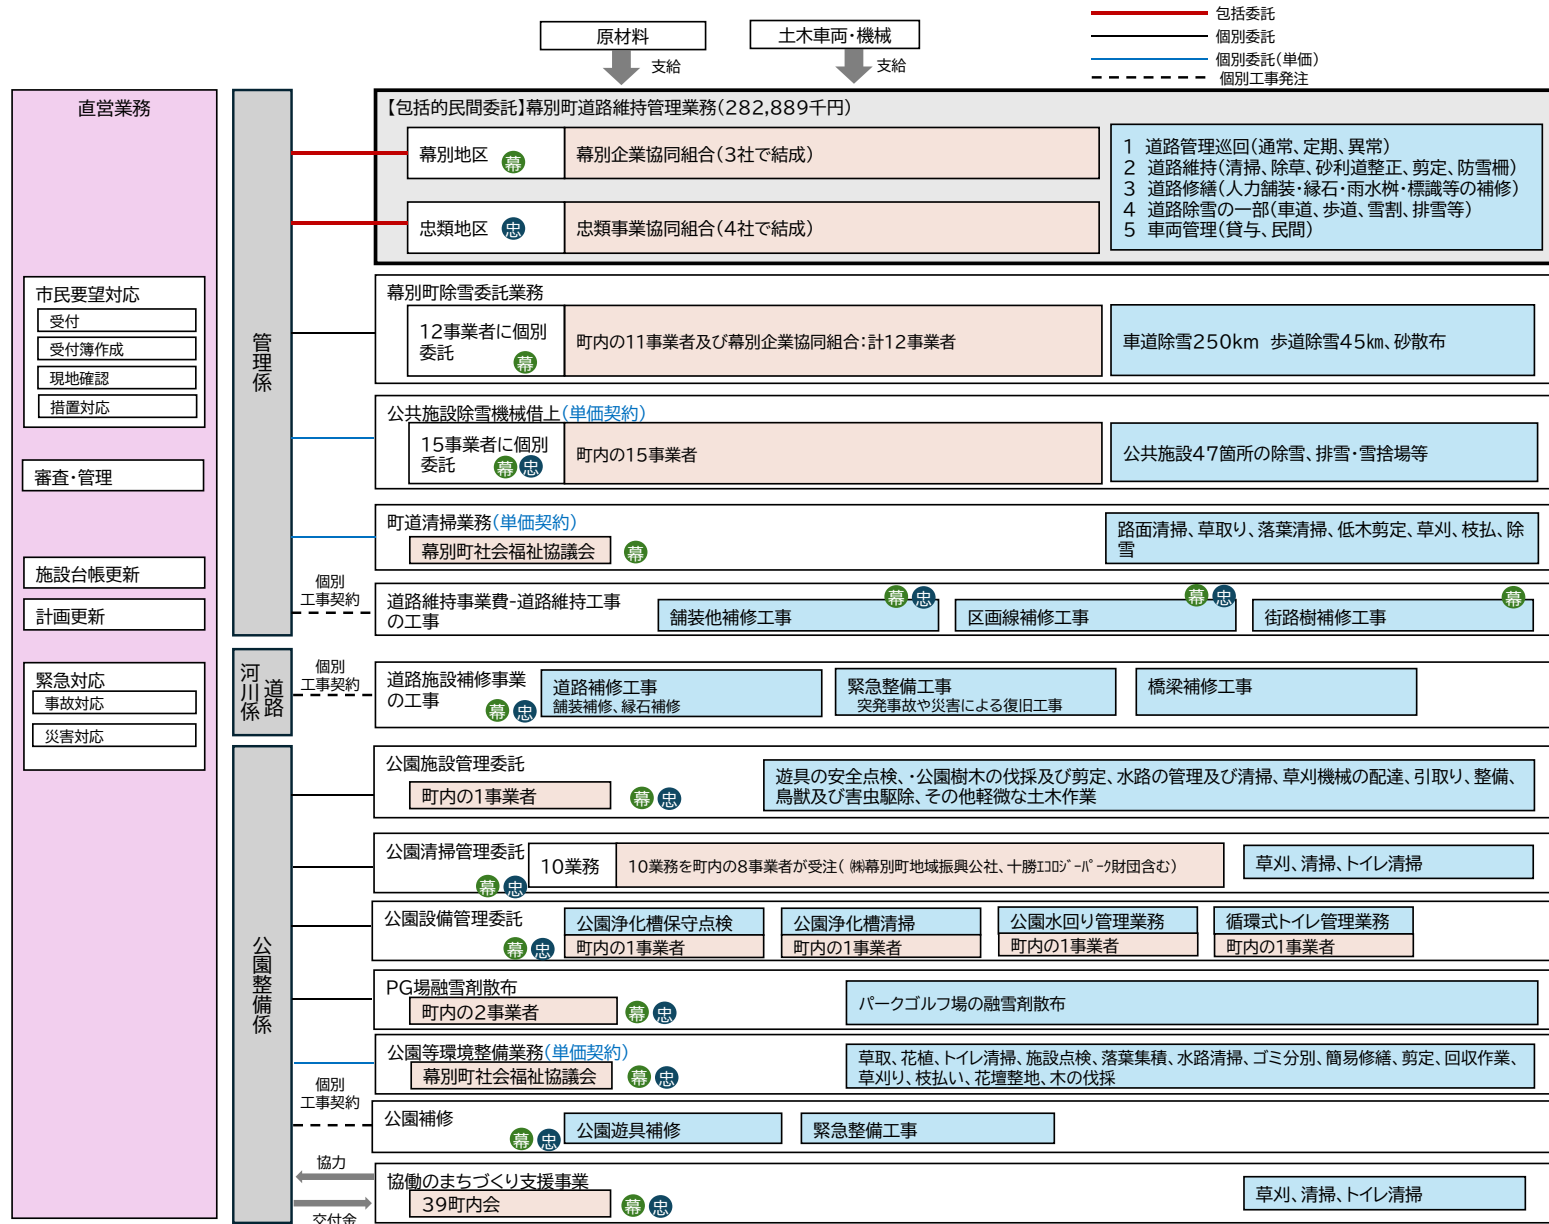 包括委託
個別委託
個別委託(単価)
個別工事発注
原材料
土木車両・機械
支給
支給
直営業務
市民要望対応
受付
受付簿作成
現地確認
措置対応
審査・管理
施設台帳更新
計画更新
緊急対応
事故対応
災害対応
管理係
【包括的民間委託】幕別町道路維持管理業務(282,889千円)
幕別地区
幕
幕別企業協同組合(3社で結成)
忠類地区
忠
忠類事業協同組合(4社で結成)
1 道路管理巡回(通常、定期、異常)
2 道路維持(清掃、除草、砂利道整正、剪定、防雪柵)
3 道路修繕(人力舗装・縁石・雨水桝・標識等の補修)
4 道路除雪の一部(車道、歩道、雪割、排雪等)
5 車両管理(貸与、民間)
幕別町除雪委託業務
12事業者に個別
委託
幕
町内の11事業者及び幕別企業協同組合:計12事業者
車道除雪250km 歩道除雪45㎞、砂散布
公共施設除雪機械借上(単価契約)
15事業者に個別
委託
幕 忠
町内の15事業者
公共施設47箇所の除雪、排雪・雪捨場等
町道清掃業務(単価契約)
幕別町社会福祉協議会
幕
路面清掃、草取り、落葉清掃、低木剪定、草刈、枝払、除
雪
個別
工事契約
道路維持事業費-道路維持工事
の工事
舗装他補修工事
幕 忠
区画線補修工事
幕 忠
街路樹補修工事
幕
道路
河川係
個別
工事契約
道路施設補修事業
の工事
幕 忠
道路補修工事
舗装補修、縁石補修
緊急整備工事
突発事故や災害による復旧工事
橋梁補修工事
公園整備係
公園施設管理委託
町内の1事業者
幕 忠
遊具の安全点検、・公園樹木の伐採及び剪定、水路の管理及び清掃、草刈機械の配達、引取り、整備、
鳥獣及び害虫駆除、その他軽微な土木作業
公園清掃管理委託
幕 忠
10業務
10業務を町内の8事業者が受注( ㈱幕別町地域振興公社、十勝ｴｺﾛｼﾞｰﾊﾟｰｸ財団含む)
草刈、清掃、トイレ清掃
公園設備管理委託
幕 忠
公園浄化槽保守点検
町内の1事業者
公園浄化槽清掃
町内の1事業者
公園水回り管理業務
町内の1事業者
循環式トイレ管理業務
町内の1事業者
PG場融雪剤散布
町内の2事業者
幕 忠
パークゴルフ場の融雪剤散布
公園等環境整備業務(単価契約)
幕別町社会福祉協議会
幕 忠
草取、花植、トイレ清掃、施設点検、落葉集積、水路清掃、ゴミ分別、簡易修繕、剪定、回収作業、
草刈り、枝払い、花壇整地、木の伐採
個別
工事契約
公園補修
幕 忠
公園遊具補修
緊急整備工事
協力
交付金
協働のまちづくり支援事業
39町内会
幕 忠
草刈、清掃、トイレ清掃